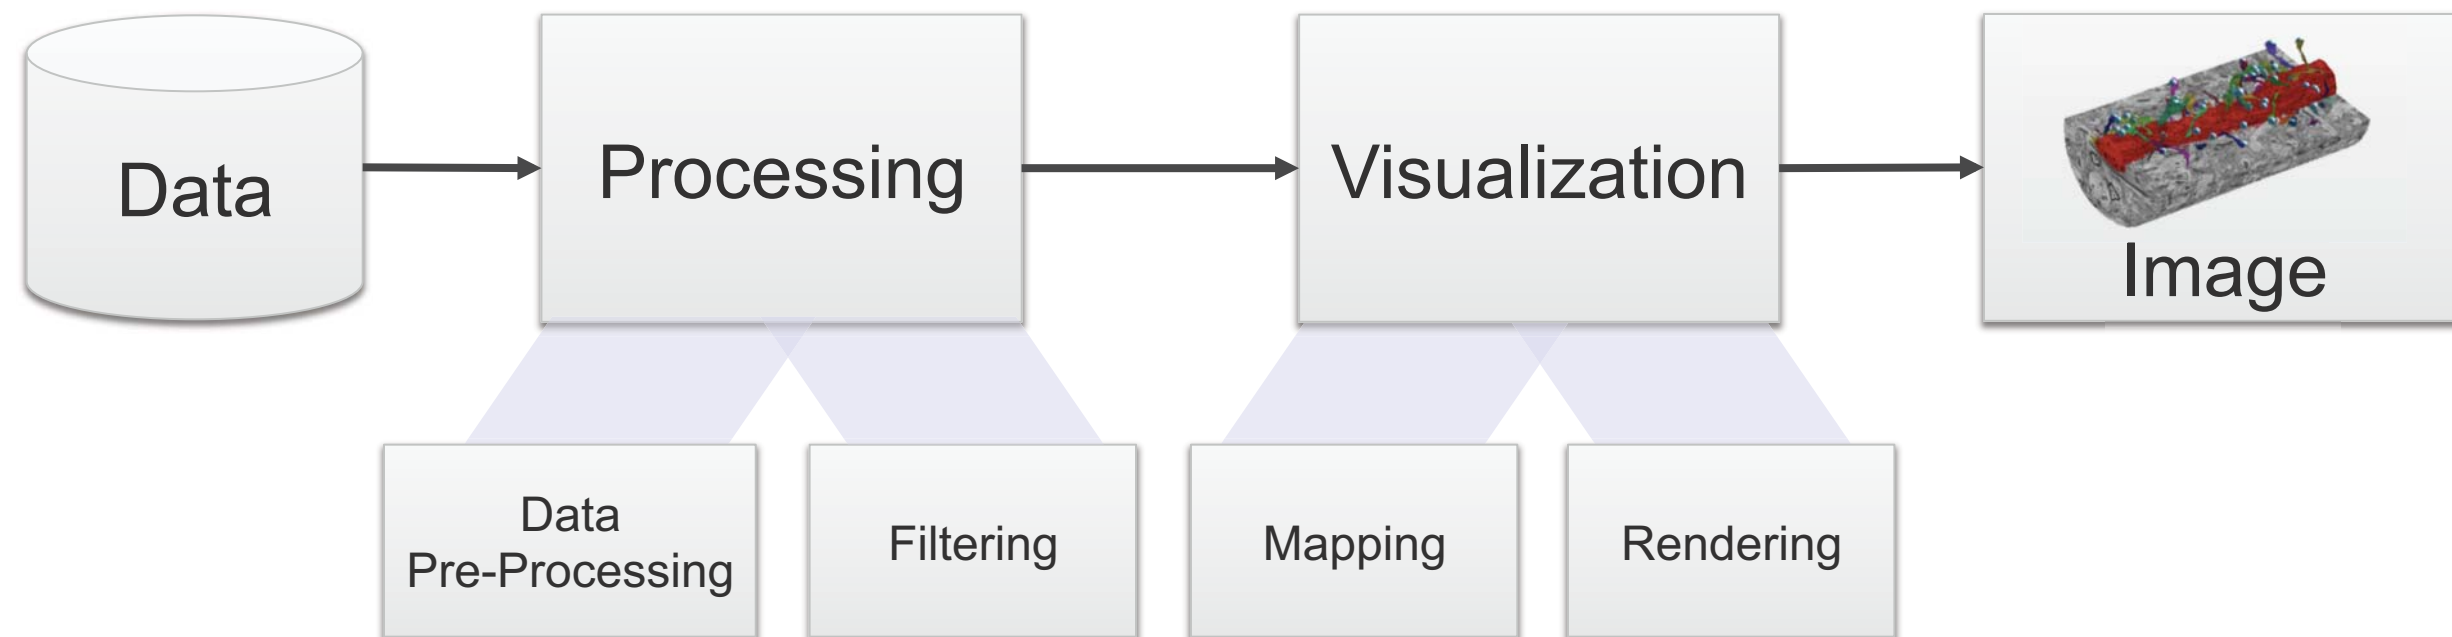 Data
Processing
Visualization
Image
Data
Pre-Processing
Filtering
Mapping
Rendering